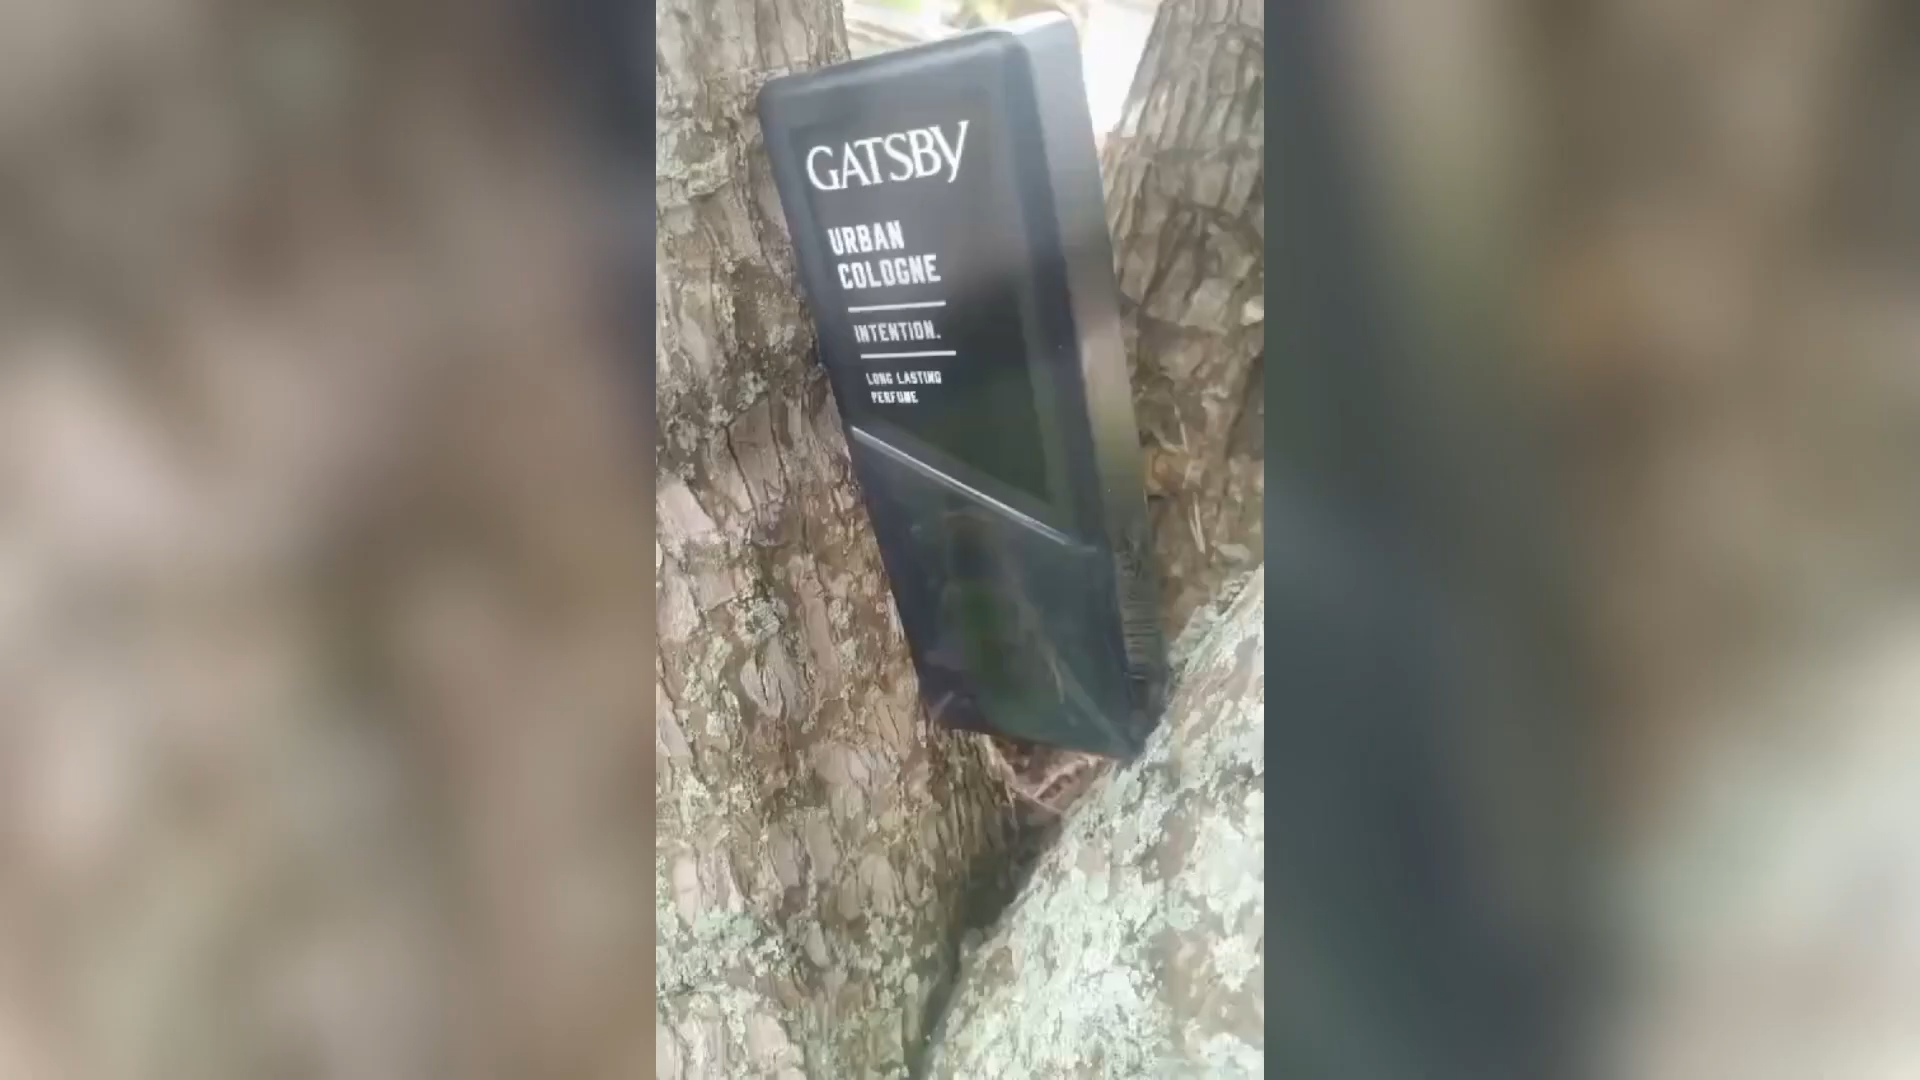 GATSBY
URBAN
COLOGNE
INTENTION.
LONG LASTING
PERFUME